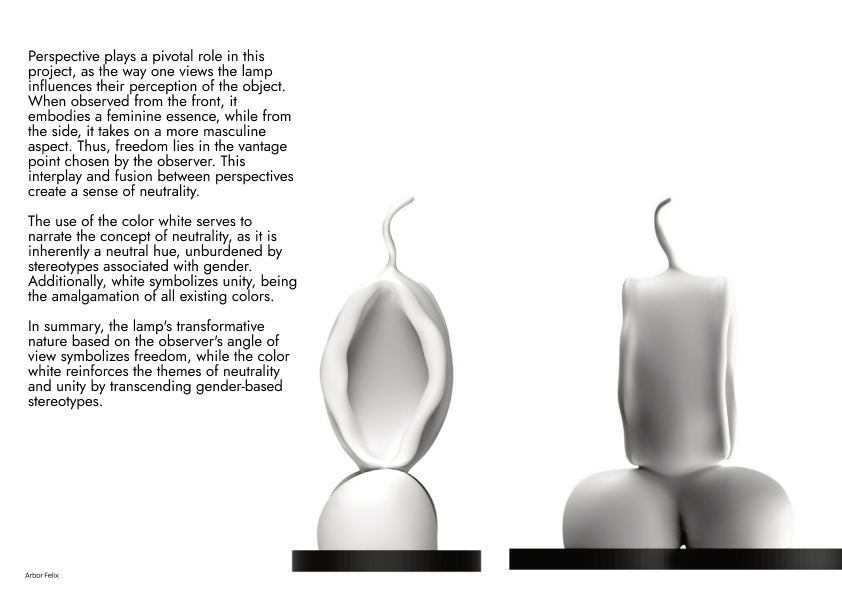 Perspective plays a pivotal role in this
project, as the way one views the lamp
influences their perception of the object.
When observed from the front, it
embodies a feminine essence, while from
the side, it takes on a more masculine
aspect. Thus, freedom lies in the vantage
point chosen by the observer. This
interplay and fusion between perspectives
create a sense of neutrality.
The use of the color white serves to
narrate the concept of neutrality, as it is
inherently a neutral hue, unburdened by
stereotypes associated with gender.
Additionally, white symbolizes unity, being
the amalgamation of all existing colors.
In summary, the lamp's transformative
nature based on the observer's angle of
view symbolizes freedom, while the color
white reinforces the themes of neutrality
and unity by transcending gender-based
stereotypes.
Arbor Felix